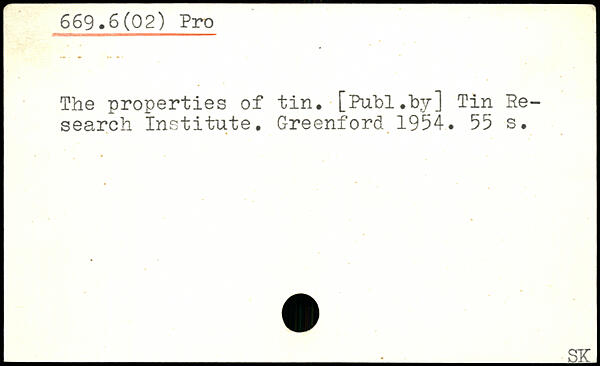 669.6(02) Pro
The properties of tin. [Publ.by] Tin Re-
search Institute. Greenford 1954. 55 s.
SK